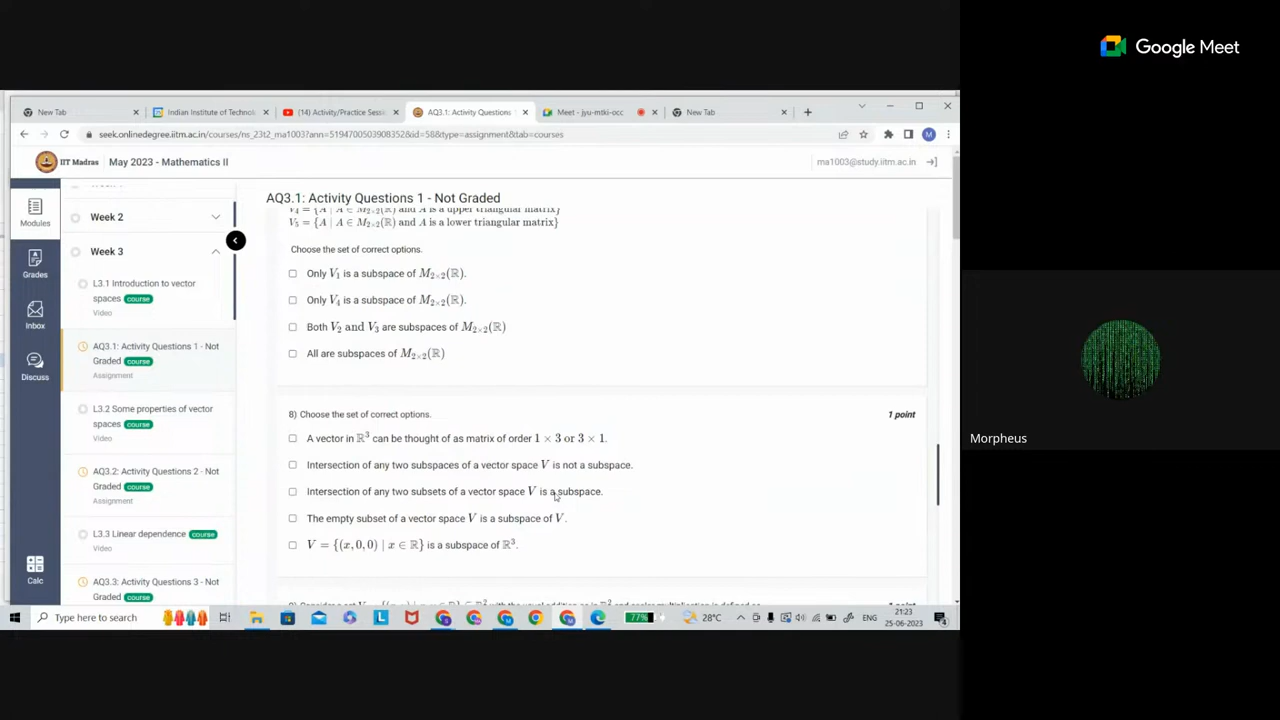 Google Meet
New Tab
Indian Institute of Technol
(14) Activity/Practice Sessi
AQ3.1: Activity Questions
Meet - jyu-mtki-occ
New Tab
seek.onlinedegree.iitm.ac.in/courses/ns_23t2_ma1003?ann=5194700503908352&id=58&type=assignment&tab=courses
IIT Madras
May 2023 - Mathematics II
ma1003@study.iitm.ac.in
Modules
Grades
Inbox
Discuss
Calc
Week 2
Week 3
L3.1 Introduction to vector
spaces course
Video
AQ3.1: Activity Questions 1 - Not
Graded course
Assignment
L3.2 Some properties of vector
spaces course
Video
AQ3.2: Activity Questions 2 - Not
Graded course
Assignment
L3.3 Linear dependence course
Video
AQ3.3: Activity Questions 3 - Not
Graded course
AQ3.1: Activity Questions 1 - Not Graded
V₄ = {A | A ∈ M₂ₓ₂(ℝ) and A is a upper triangular matrix}
V₅ = {A | A ∈ M₂ₓ₂(ℝ) and A is a lower triangular matrix}
Choose the set of correct options.
Only V₁ is a subspace of M₂ₓ₂(ℝ).
Only V₄ is a subspace of M₂ₓ₂(ℝ).
Both V₂ and V₃ are subspaces of M₂ₓ₂(ℝ)
All are subspaces of M₂ₓ₂(ℝ)
8) Choose the set of correct options. 1 point
A vector in ℝ³ can be thought of as matrix of order 1 × 3 or 3 × 1.
Intersection of any two subspaces of a vector space V is not a subspace.
Intersection of any two subsets of a vector space V is a subspace.
The empty subset of a vector space V is a subspace of V.
V = {(x, 0, 0) | x ∈ ℝ} is a subspace of ℝ³.
Morpheus
Type here to search
77%
28°C
ENG
21:23
25-06-2023